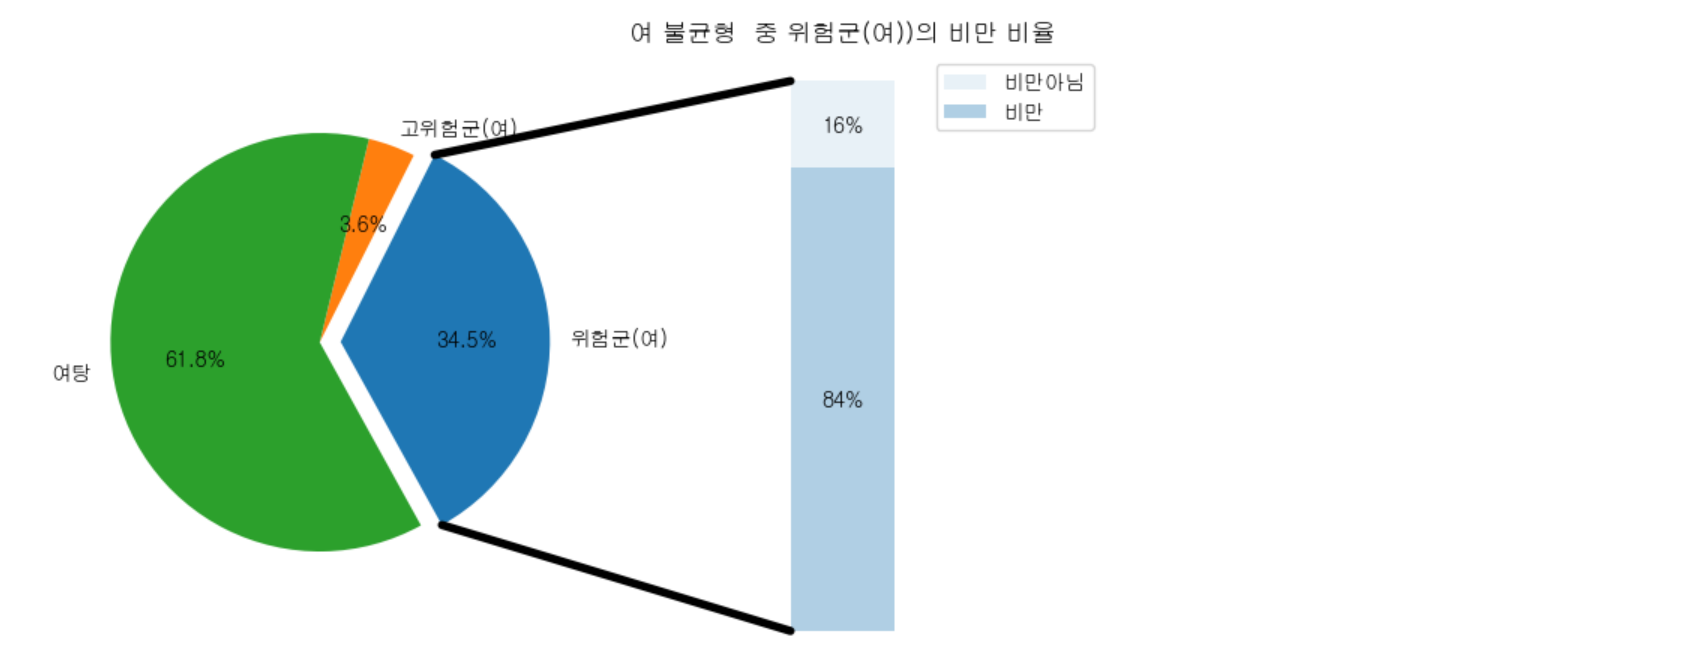 여 불균형  중 위험군(여))의 비만 비율
비만아님
비만
고위험군(여)
16%
3.6%
34.5%
위험군(여)
61.8%
여탕
84%